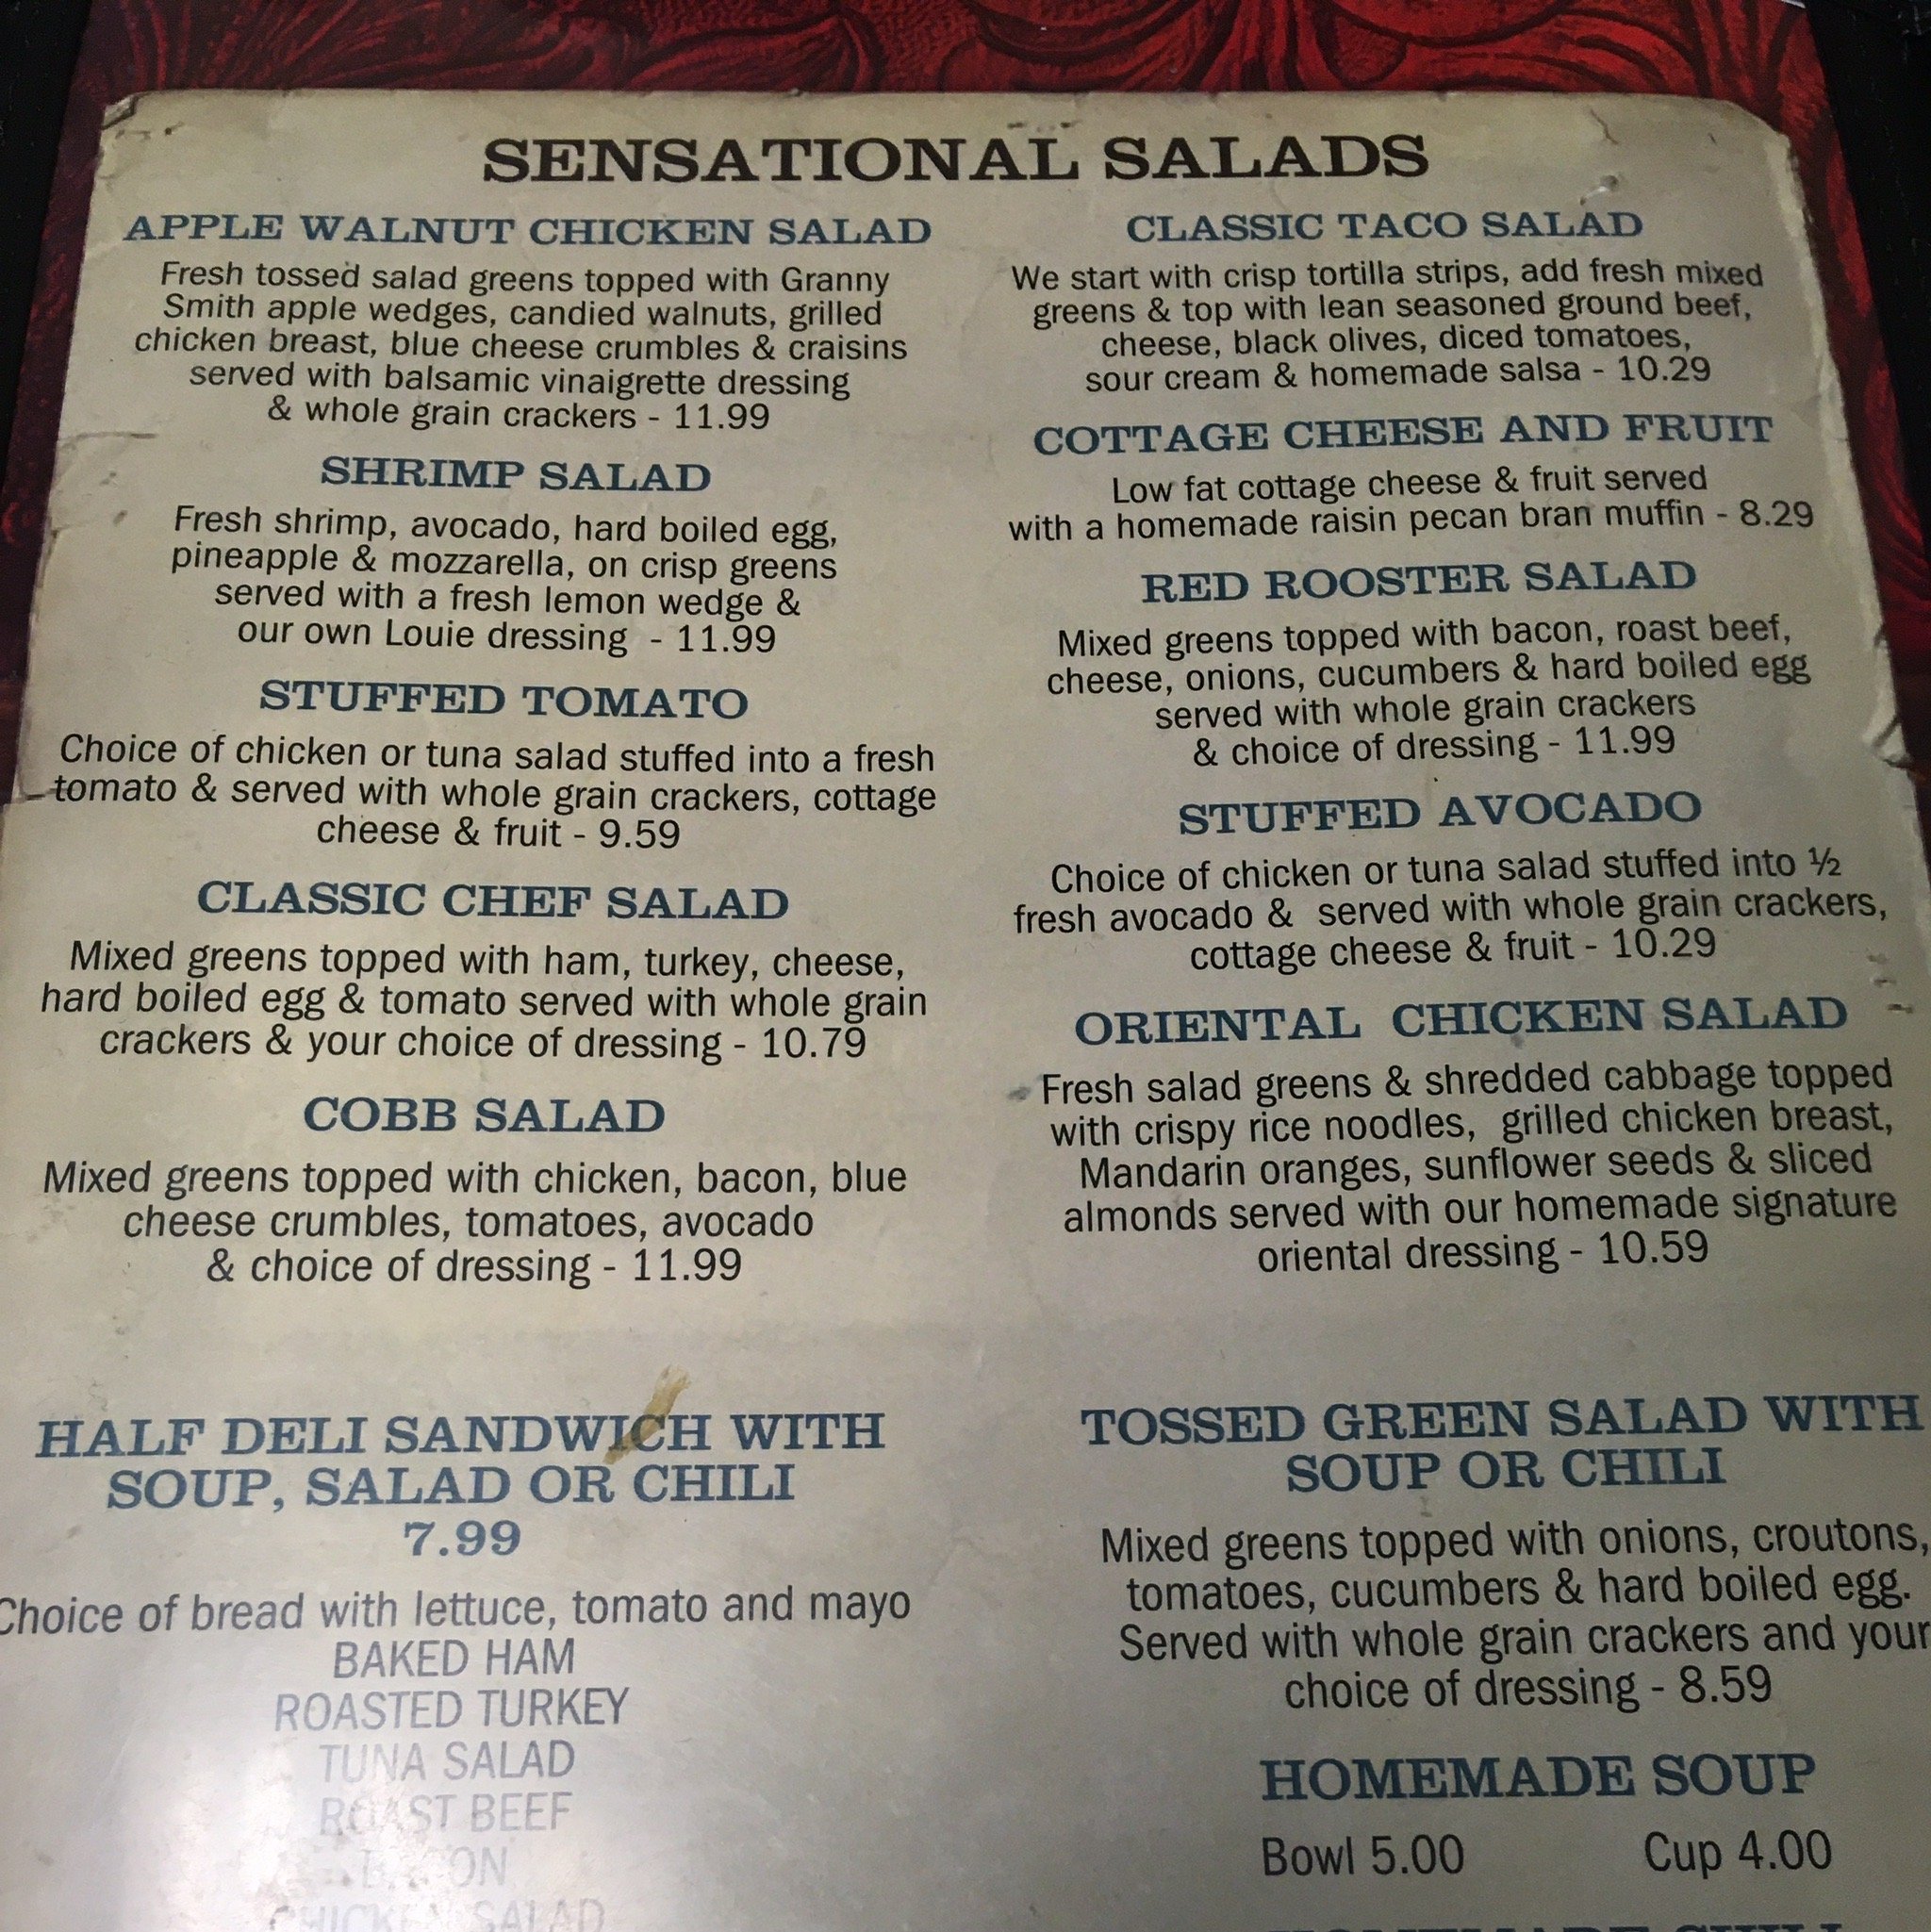 SENSATIONAL SALADS
APPLE WALNUT CHICKEN SALAD
Fresh tossed salad greens topped with Granny
Smith apple wedges, candied walnuts, grilled
chicken breast, blue cheese crumbles & craisins
served with balsamic vinaigrette dressing
& whole grain crackers - 11.99
SHRIMP SALAD
Fresh shrimp, avocado, hard boiled egg,
pineapple & mozzarella, on crisp greens
served with a fresh lemon wedge &
our own Louie dressing - 11.99
STUFFED TOMATO
Choice of chicken or tuna salad stuffed into a fresh
tomato & served with whole grain crackers, cottage
cheese & fruit - 9.59
CLASSIC CHEF SALAD
Mixed greens topped with ham, turkey, cheese,
hard boiled egg & tomato served with whole grain
crackers & your choice of dressing - 10.79
COBB SALAD
Mixed greens topped with chicken, bacon, blue
cheese crumbles, tomatoes, avocado
& choice of dressing - 11.99
HALF DELI SANDWICH WITH
SOUP, SALAD OR CHILI
7.99
Choice of bread with lettuce, tomato and mayo
BAKED HAM
ROASTED TURKEY
TUNA SALAD
ROAST BEEF
BACON
CHICKEN SALAD
CLASSIC TACO SALAD
We start with crisp tortilla strips, add fresh mixed
greens & top with lean seasoned ground beef,
cheese, black olives, diced tomatoes,
sour cream & homemade salsa - 10.29
COTTAGE CHEESE AND FRUIT
Low fat cottage cheese & fruit served
with a homemade raisin pecan bran muffin - 8.29
RED ROOSTER SALAD
Mixed greens topped with bacon, roast beef,
cheese, onions, cucumbers & hard boiled egg
served with whole grain crackers
& choice of dressing - 11.99
STUFFED AVOCADO
Choice of chicken or tuna salad stuffed into ½
fresh avocado & served with whole grain crackers,
cottage cheese & fruit - 10.29
ORIENTAL CHICKEN SALAD
Fresh salad greens & shredded cabbage topped
with crispy rice noodles, grilled chicken breast,
Mandarin oranges, sunflower seeds & sliced
almonds served with our homemade signature
oriental dressing - 10.59
TOSSED GREEN SALAD WITH
SOUP OR CHILI
Mixed greens topped with onions, croutons,
tomatoes, cucumbers & hard boiled egg.
Served with whole grain crackers and your
choice of dressing - 8.59
HOMEMADE SOUP
Bowl 5.00 Cup 4.00